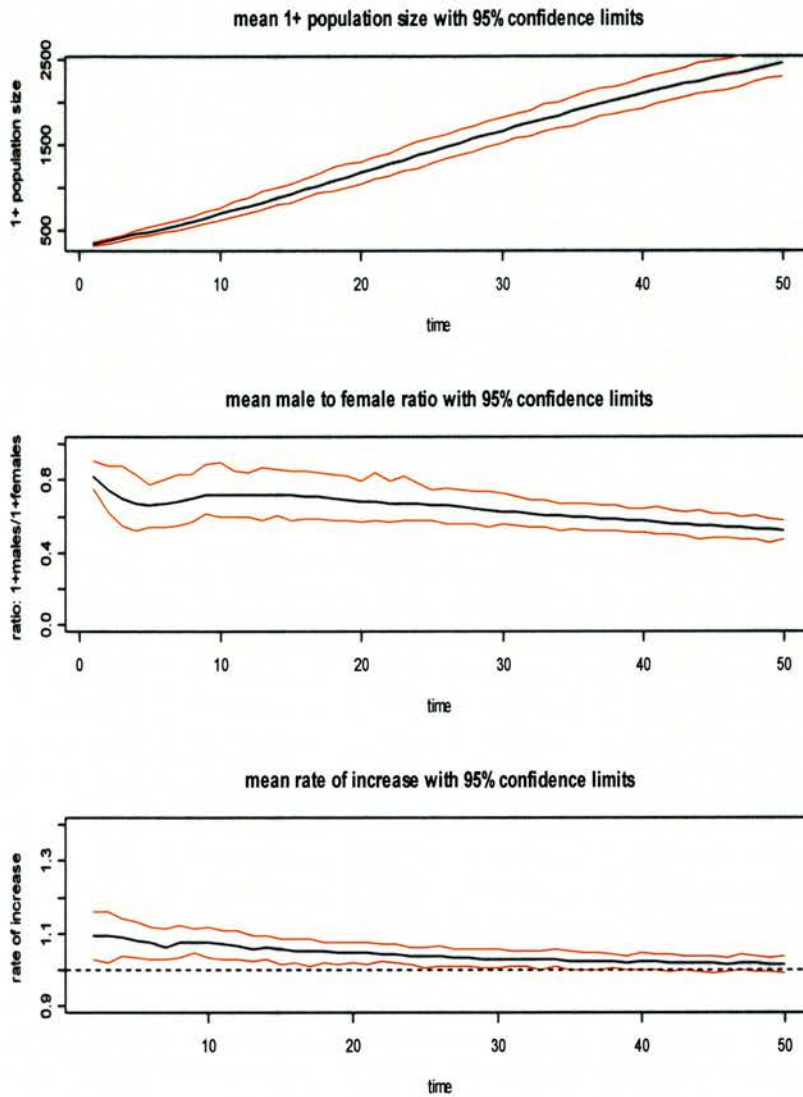 mean 1+ population size with 95% confidence limits
1+ population size
2500
1500
500
0 10 20 30 40 50
time
mean male to female ratio with 95% confidence limits
ratio: 1+males/1+females
0.8
0.4
0.0
0 10 20 30 40 50
time
mean rate of increase with 95% confidence limits
rate of increase
1.3
1.1
0.9
10 20 30 40 50
time